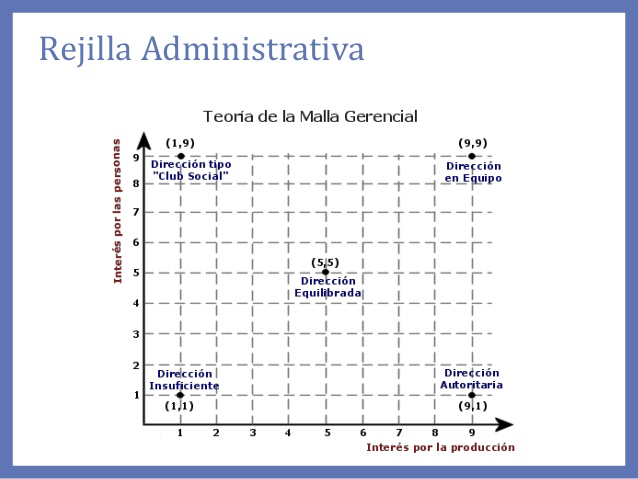 Rejilla Administrativa
Teoría de la Malla Gerencial
Interés por las personas
(1,9)
Dirección tipo
"Club Social"
(9,9)
Dirección
en Equipo
(5,5)
Dirección
Equilibrada
Dirección
Insuficiente
(1,1)
Dirección
Autoritaria
(9,1)
9
8
7
6
5
4
3
2
1
1 2 3 4 5 6 7 8 9
Interés por la producción